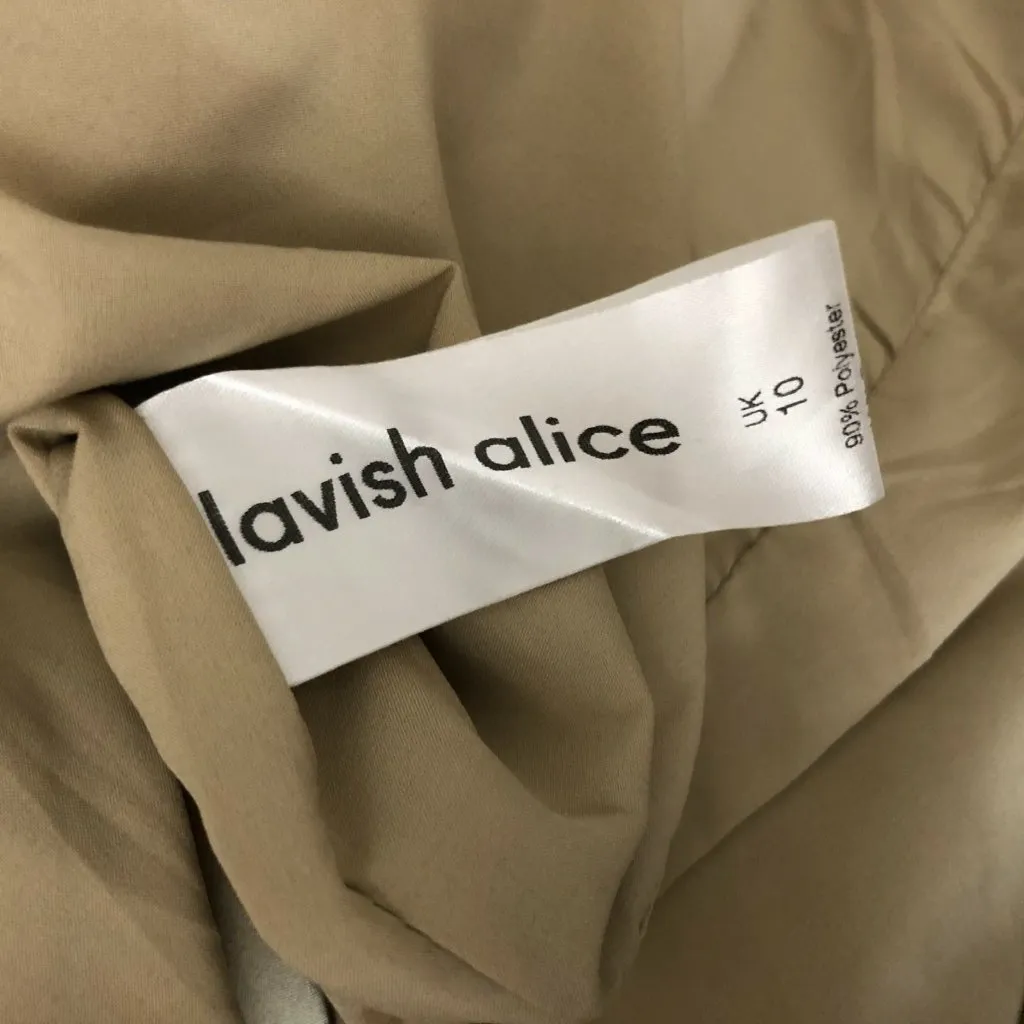 lavish alice
UK
10
90% Polyester